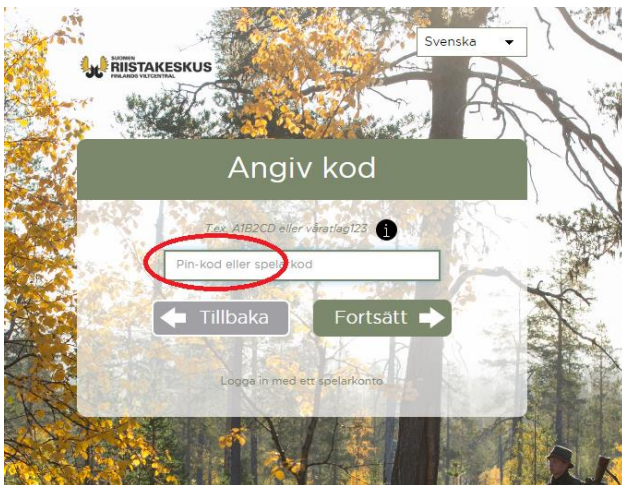 Svenska
SUOMEN
RIISTAKESKUS
FINLANDS VILTCENTRAL
Angiv kod
T.ex. A1B2CD eller våratlag123 i
Pin-kod eller spelarkod
Tillbaka
Fortsätt
Logga in med ett spelarkonto